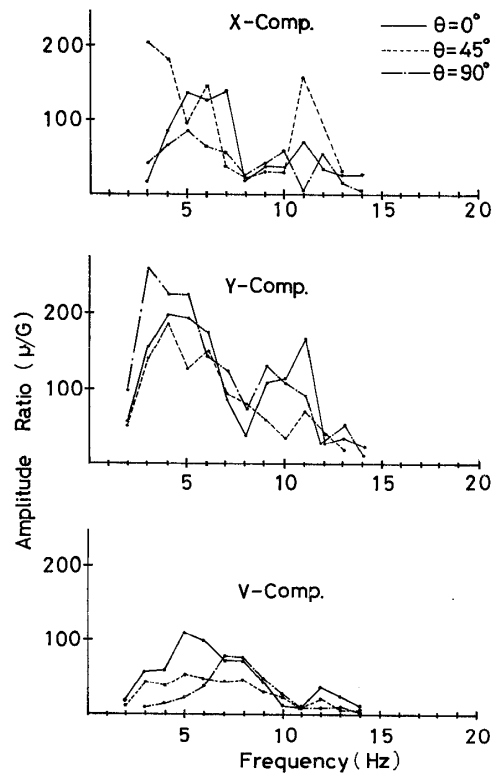 X-Comp.
θ=0°
θ=45°
θ=90°
200
100
5
10
15
20
Y-Comp.
200
100
5
10
15
20
Amplitude Ratio (μ/G)
V-Comp.
200
100
5
10
15
20
Frequency (Hz)